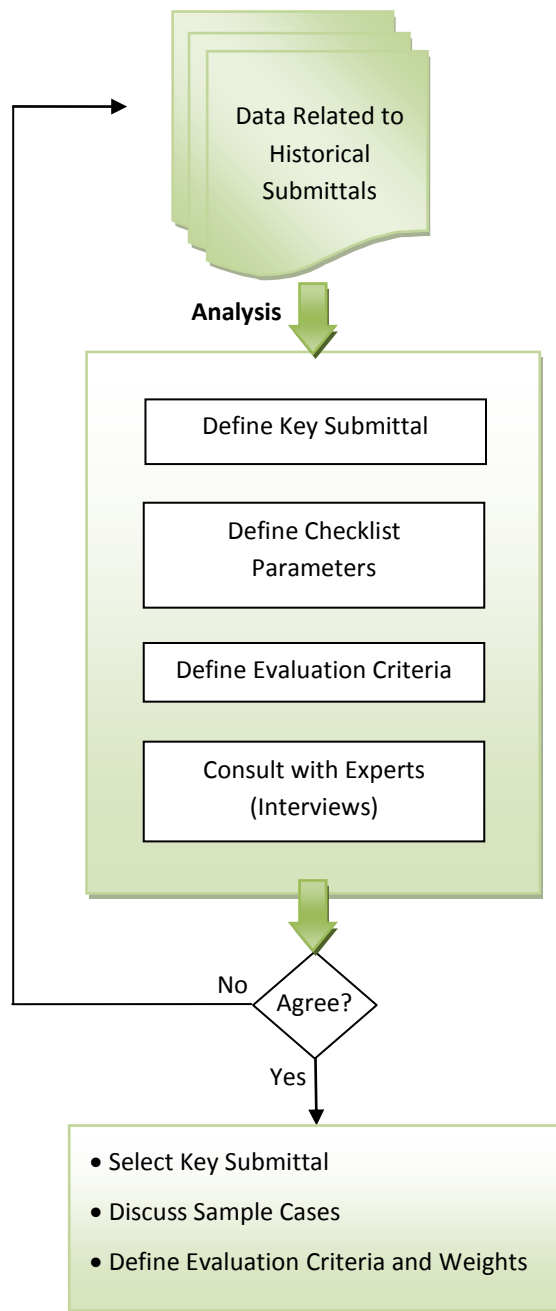 Data Related to
Historical
Submittals
Analysis
Define Key Submittal
Define Checklist
Parameters
Define Evaluation Criteria
Consult with Experts
(Interviews)
No
Agree?
Yes
• Select Key Submittal
• Discuss Sample Cases
• Define Evaluation Criteria and Weights